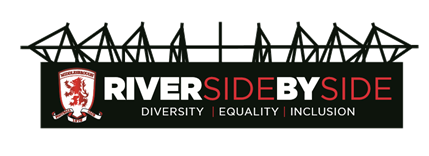 RIVERSIDEBYSIDE
DIVERSITY | EQUALITY | INCLUSION